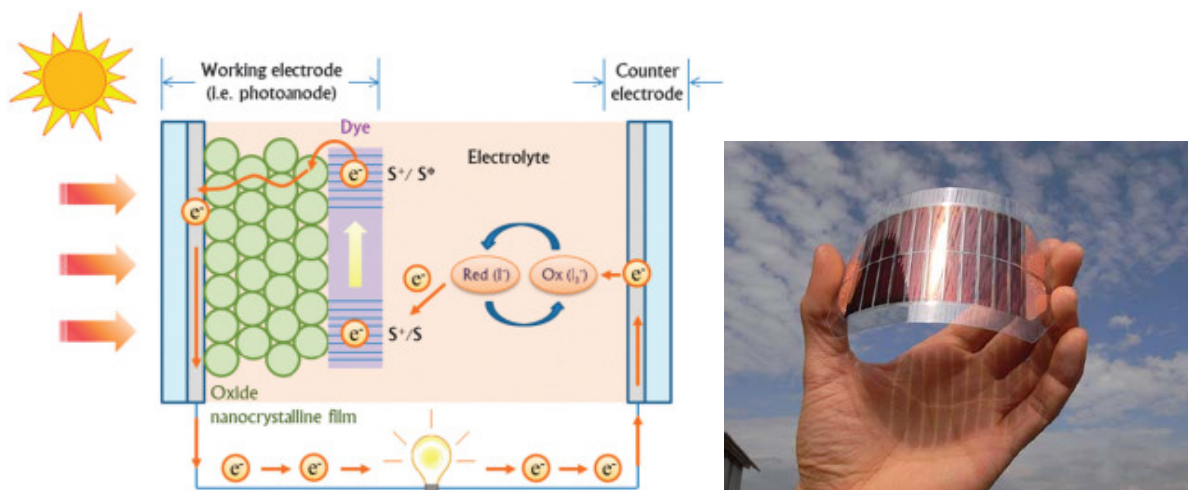 Working electrode
(i.e. photoanode)
Counter
electrode
Dye
Electrolyte
e⁻
S⁺/ S*
e⁻
e⁻
Red (I⁻)
Ox (I₃⁻)
e⁻
e⁻
S⁺/S
Oxide
nanocrystalline film
e⁻
e⁻
e⁻
e⁻